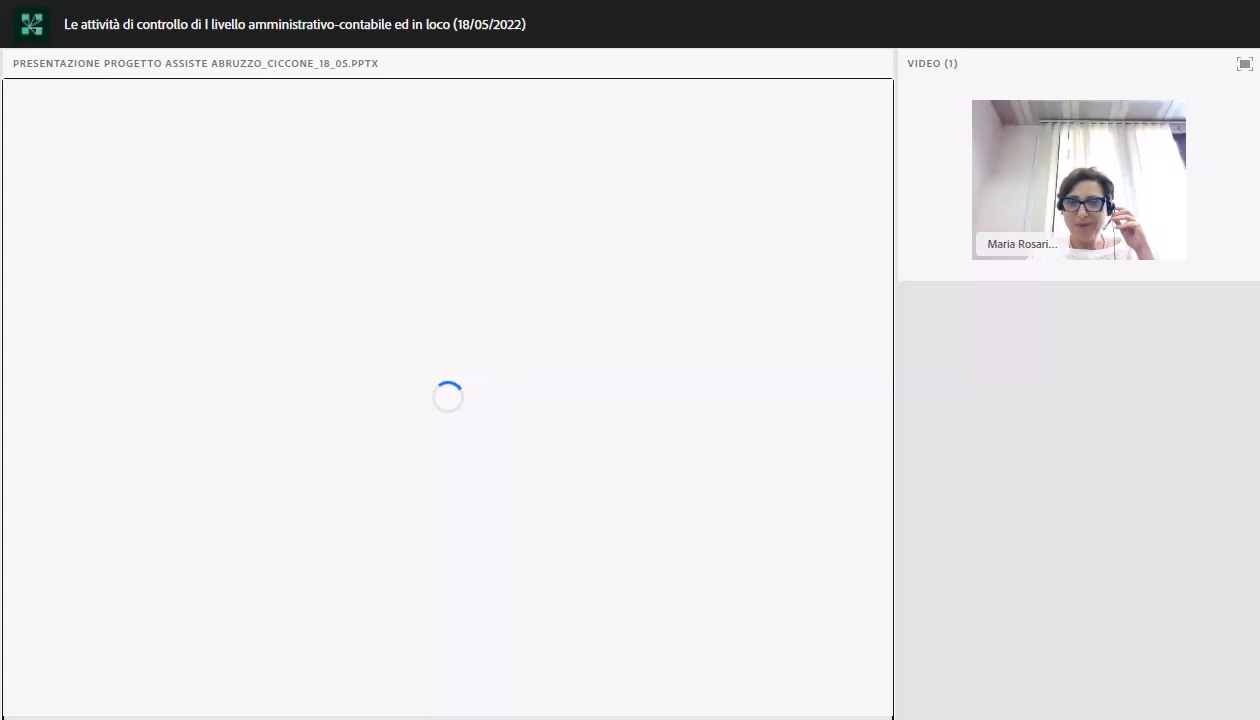 Le attività di controllo di I livello amministrativo-contabile ed in loco (18/05/2022)
PRESENTAZIONE PROGETTO ASSISTE ABRUZZO_CICCONE_18_05.PPTX
VIDEO (1)
Maria Rosari...